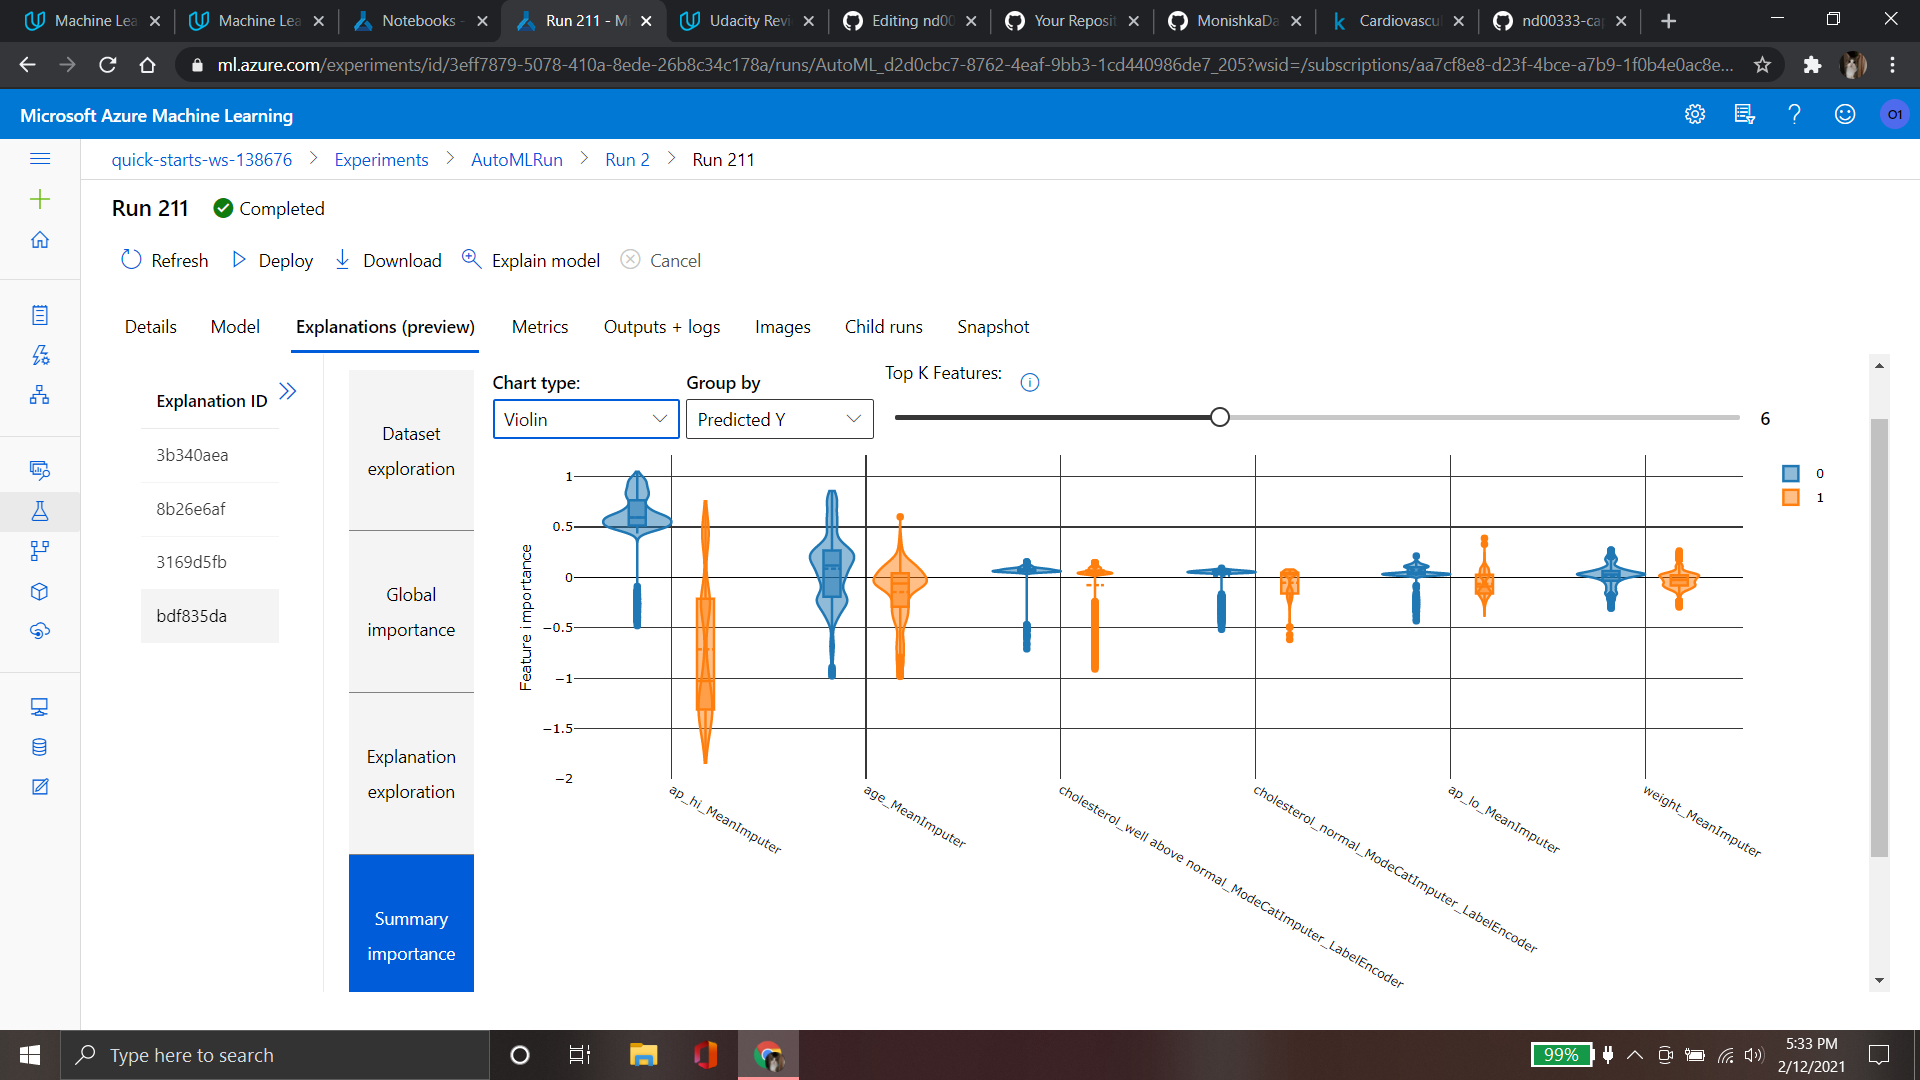 Machine Lea
Machine Lea
Notebooks -
Run 211 - M
Udacity Revi
Editing nd00
Your Reposit
MonishkaDa
Cardiovascul
nd00333-cap
ml.azure.com/experiments/id/3eff7879-5078-410a-8ede-26b8c34c178a/runs/AutoML_d2d0cbc7-8762-4eaf-9bb3-1cd440986de7_205?wsid=/subscriptions/aa7cf8e8-d23f-4bce-a7b9-1f0b4e0ac8e...
Microsoft Azure Machine Learning
O1
quick-starts-ws-138676 > Experiments > AutoMLRun > Run 2 > Run 211
Run 211 Completed
Refresh Deploy Download Explain model Cancel
Details Model Explanations (preview) Metrics Outputs + logs Images Child runs Snapshot
Explanation ID
3b340aea
8b26e6af
3169d5fb
bdf835da
Dataset
exploration
Global
importance
Explanation
exploration
Summary
importance
Chart type:
Violin
Group by
Predicted Y
Top K Features:
6
1
0.5
0
−0.5
−1
−1.5
−2
Feature importance
ap_hi_MeanImputer
age_MeanImputer
cholesterol_well above normal_ModeCatImputer_LabelEncoder
cholesterol_normal_ModeCatImputer_LabelEncoder
ap_lo_MeanImputer
weight_MeanImputer
0
1
Type here to search
99%
5:33 PM
2/12/2021